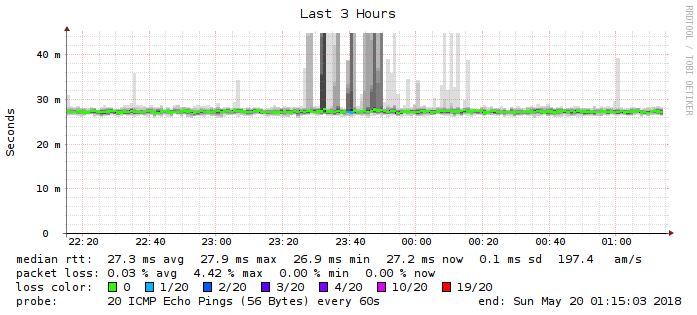 Last 3 Hours
RRDTOOL / TOBI OETIKER
Seconds
40 m
30 m
20 m
10 m
0
22:20 22:40 23:00 23:20 23:40 00:00 00:20 00:40 01:00
median rtt: 27.3 ms avg 27.9 ms max 26.9 ms min 27.2 ms now 0.1 ms sd 197.4 am/s
packet loss: 0.03 % avg 4.42 % max 0.00 % min 0.00 % now
loss color: 0 1/20 2/20 3/20 4/20 10/20 19/20
probe: 20 ICMP Echo Pings (56 Bytes) every 60s end: Sun May 20 01:15:03 2018